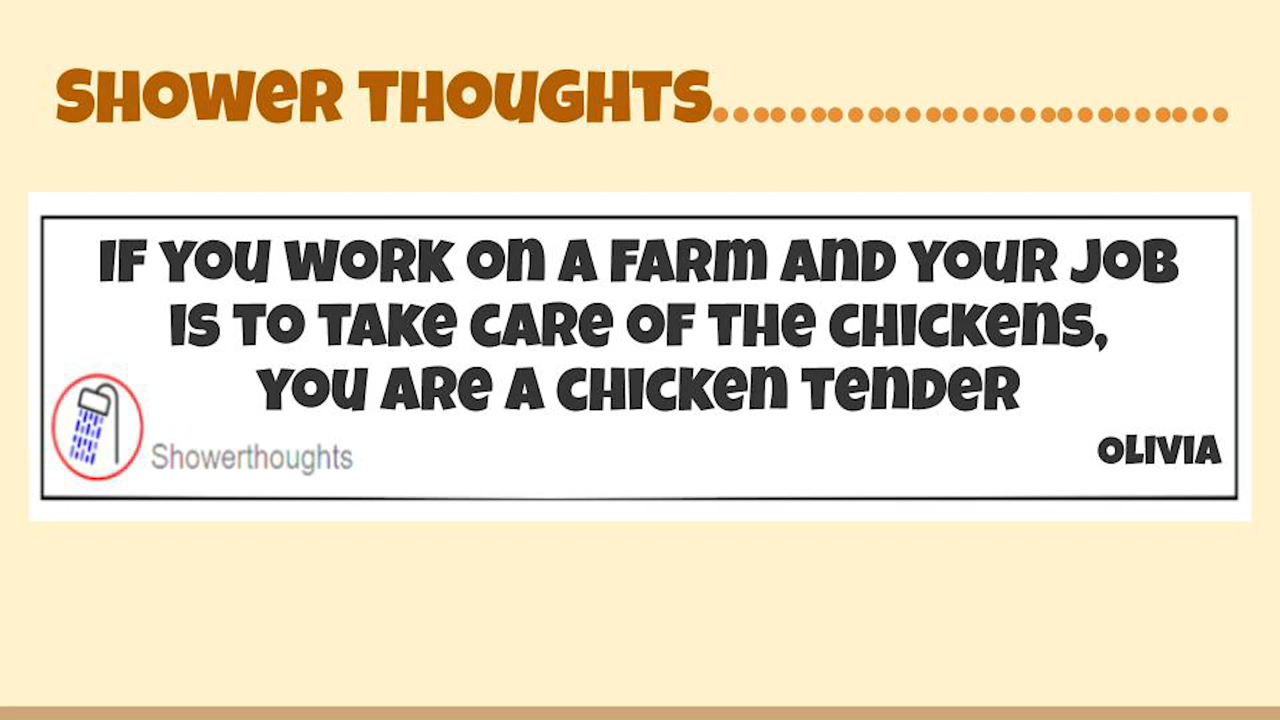 SHOWER THOUGHTS...........................
IF YOU WORK ON A FARM AND YOUR JOB
IS TO TAKE CARE OF THE CHICKENS,
YOU ARE A CHICKEN TENDER
Showerthoughts
OLIVIA